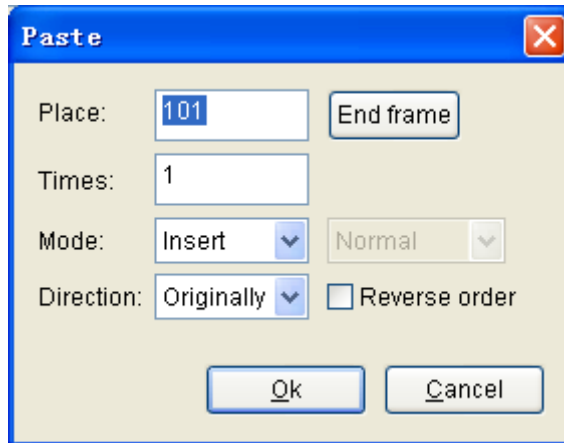 Paste
Place: 101 End frame
Times: 1
Mode: Insert Normal
Direction: Originally Reverse order
Ok Cancel